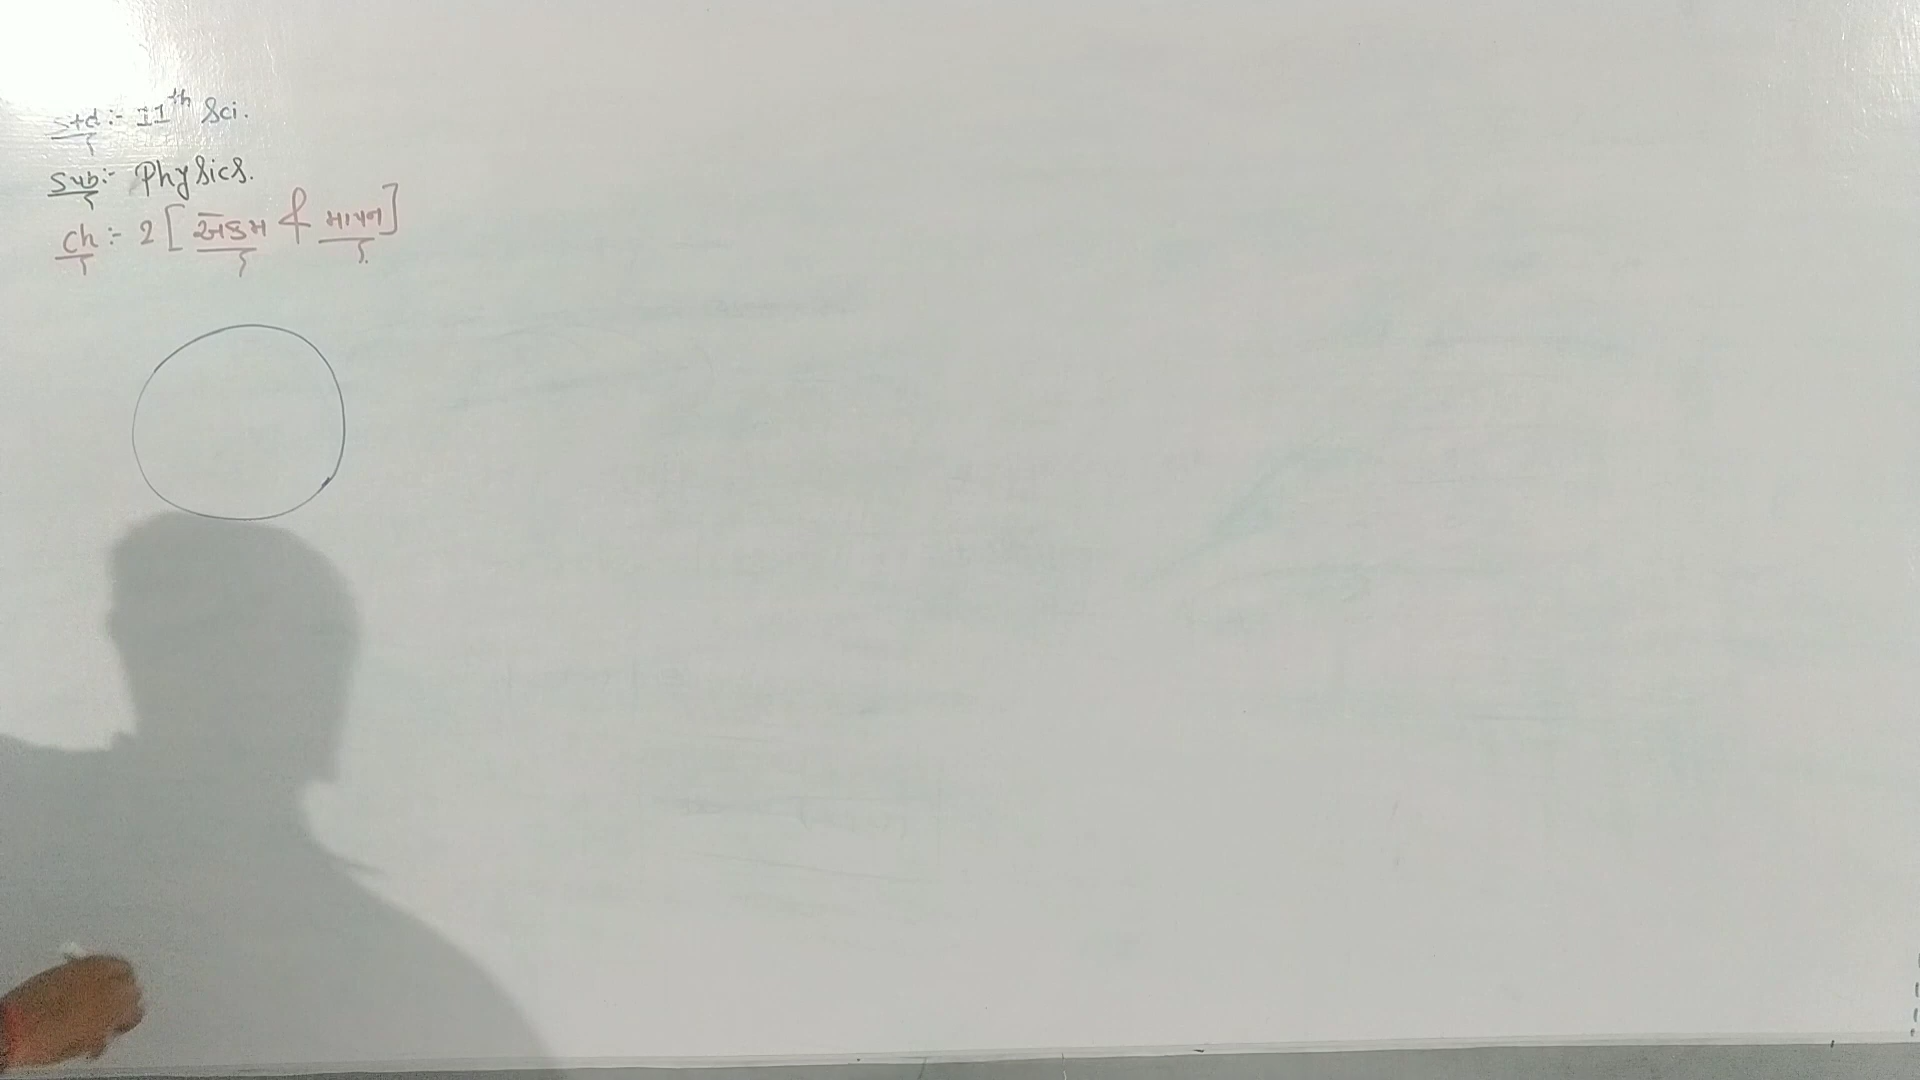 Std:- 11th Sci.
Sub:- Physics.
Ch:- 2 [ એકમ & માપન ]